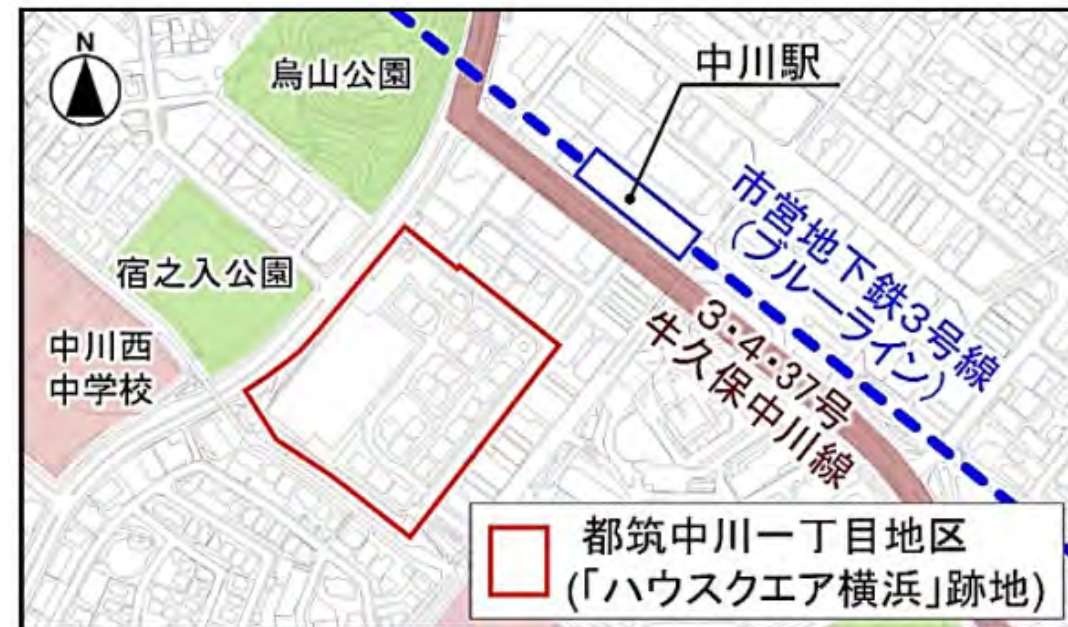 N
烏山公園
中川駅
宿之入公園
市営地下鉄3号線
(ブルーライン)
中川西
中学校
3・4・37号
牛久保中川線
都筑中川一丁目地区
(「ハウスクエア横浜」跡地)